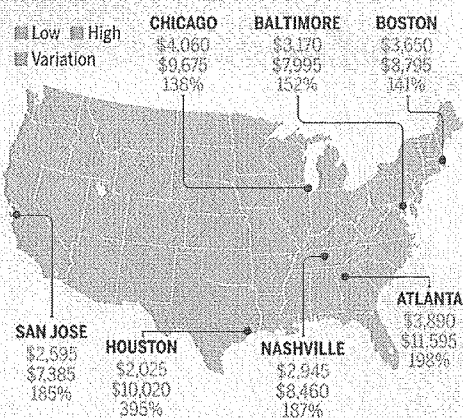 Low High
Variation
CHICAGO
$4,060
$9,675
138%
BALTIMORE
$3,170
$7,995
152%
BOSTON
$3,650
$8,795
141%
SAN JOSE
$2,595
$7,385
185%
HOUSTON
$2,025
$10,020
395%
NASHVILLE
$2,945
$8,460
187%
ATLANTA
$3,890
$11,595
198%